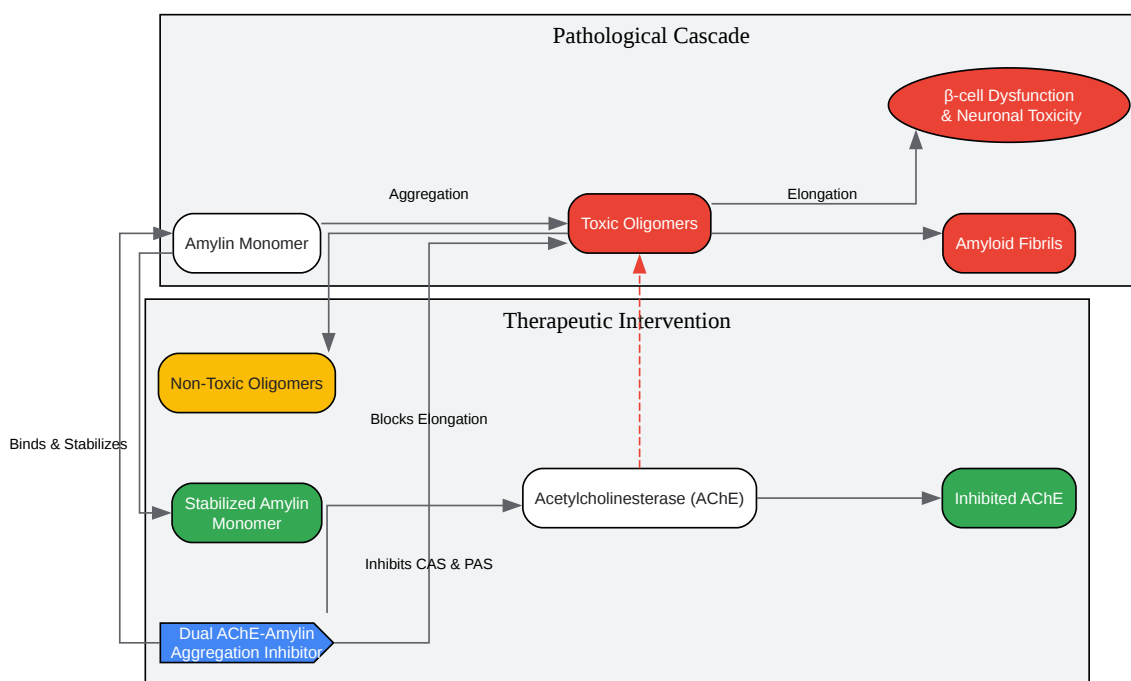 Pathological Cascade
β-cell Dysfunction
& Neuronal Toxicity
Aggregation
Elongation
Toxic Oligomers
Amylin Monomer
Amyloid Fibrils
Therapeutic Intervention
Non-Toxic Oligomers
Blocks Elongation
Binds & Stabilizes
Stabilized Amylin
Monomer
Acetylcholinesterase (AChE)
Inhibited AChE
Inhibits CAS & PAS
Dual AChE-Amylin
Aggregation Inhibitor